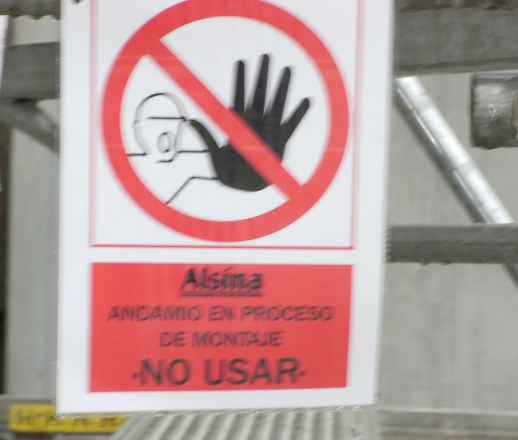 Alsina
ANDAMIO EN PROCESO
DE MONTAJE
·NO USAR·